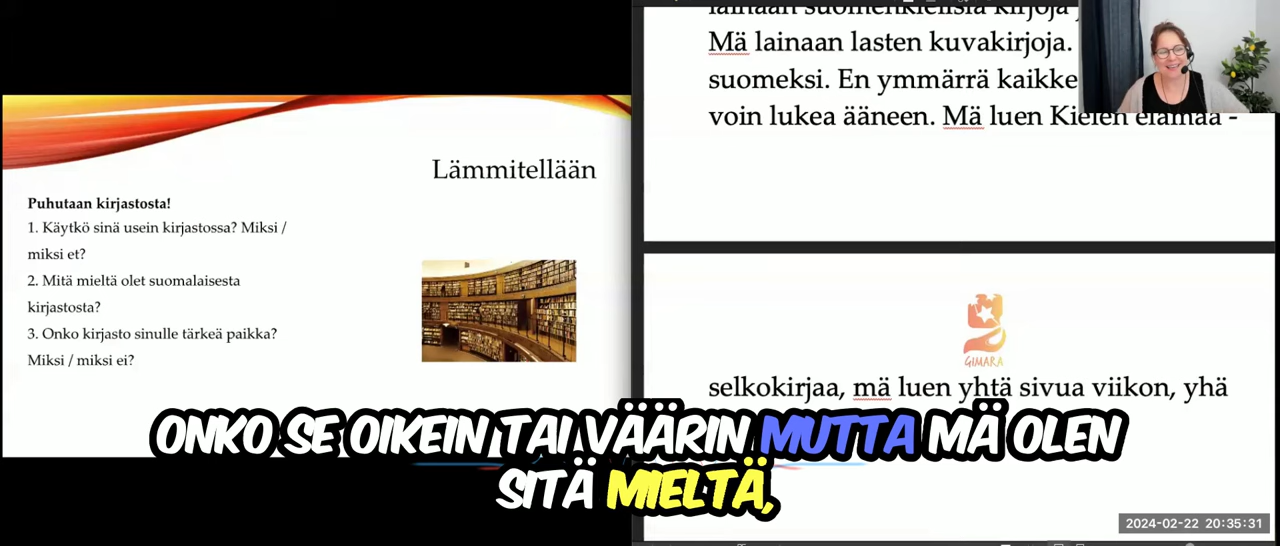 Lämmitellään
Puhutaan kirjastosta!
1. Käytkö sinä usein kirjastossa? Miksi /
miksi et?
2. Mitä mieltä olet suomalaisesta
kirjastosta?
3. Onko kirjasto sinulle tärkeä paikka?
Miksi / miksi ei?
lainaan suomenkielisiä kirjoja
Mä lainaan lasten kuvakirjoja.
suomeksi. En ymmärrä kaikke
voin lukea ääneen. Mä luen Kielen elämää -
GIMARA
selkokirjaa, mä luen yhtä sivua viikon, yhä
ONKO SE OIKEIN TAI VÄÄRIN MUTTA MÄ OLEN
SITÄ MIELTÄ,
2024-02-22 20:35:31